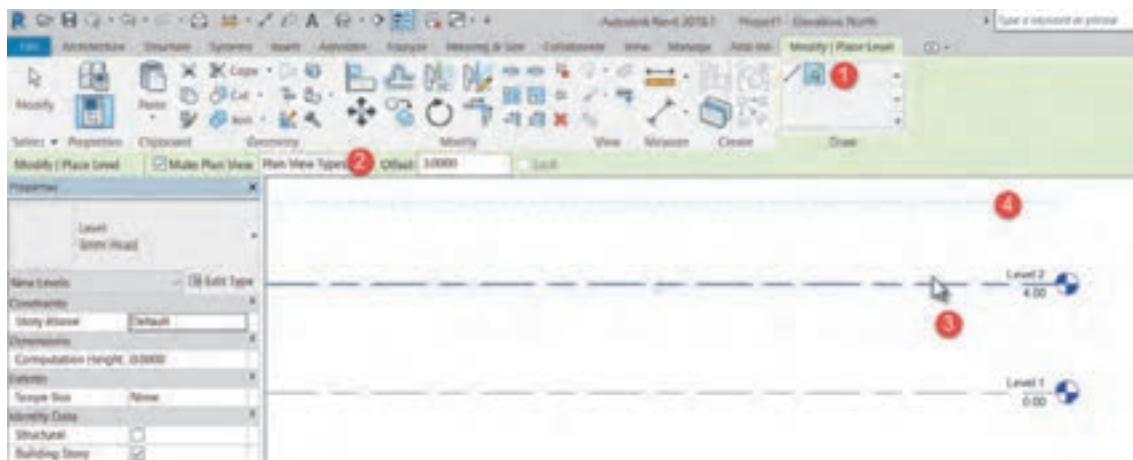 Autodesk Revit 2018.1 Project1 Elevation: North Type a keyword or phrase
Architecture Structure Systems Insert Annotate Analyze Massing & Site Collaborate View Manage Add-Ins Modify | Place Level
Modify Paste Copy Cut Join 1
Select Properties Clipboard Geometry Modify View Measure Create Draw
Modify | Place Level Make Plan View Plan View Types 2 Offset: 3.0000 Lock
Properties
4
Level
8mm Head
Level 2
New Levels Edit Type
4.00
Constraints
3
Story Above Default
Dimensions
Computation Height 0.0000
Extents
Level 1
Scope Box None
0.00
Identity Data
Structural
Building Story